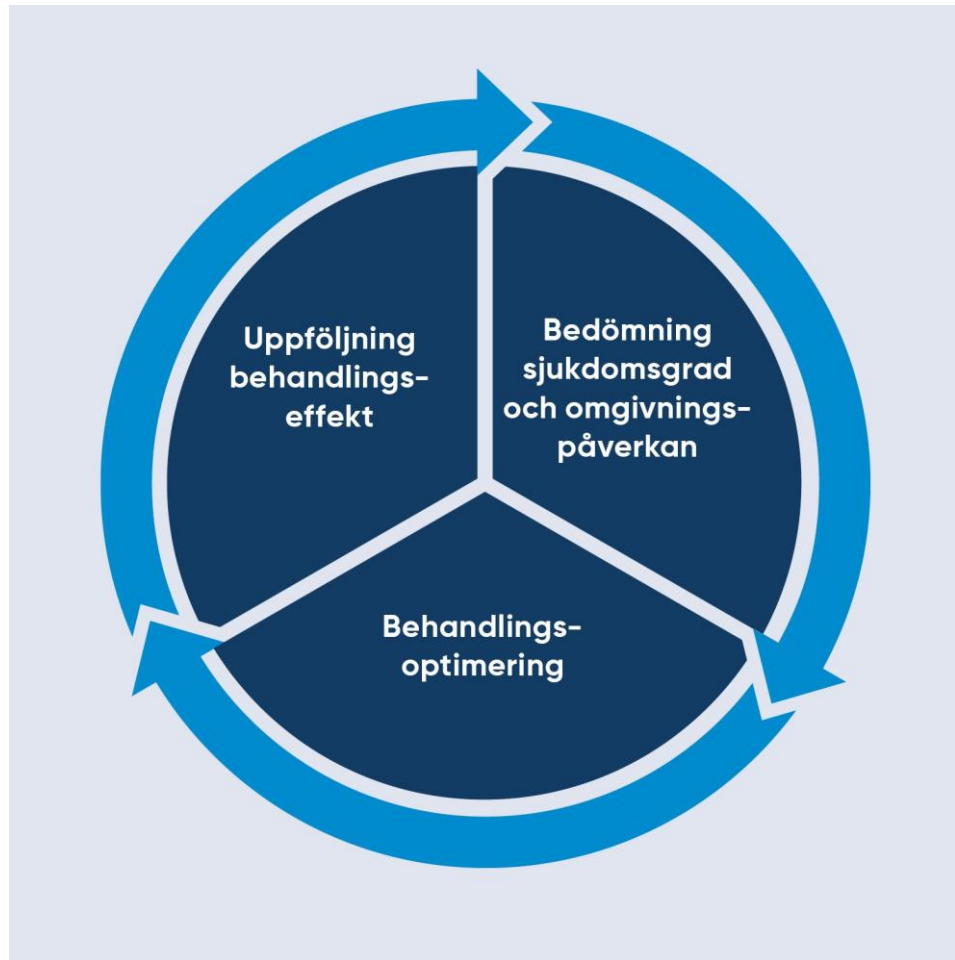 Uppföljning
behandlings-
effekt
Bedömning
sjukdomsgrad
och omgivnings-
påverkan
Behandlings-
optimering